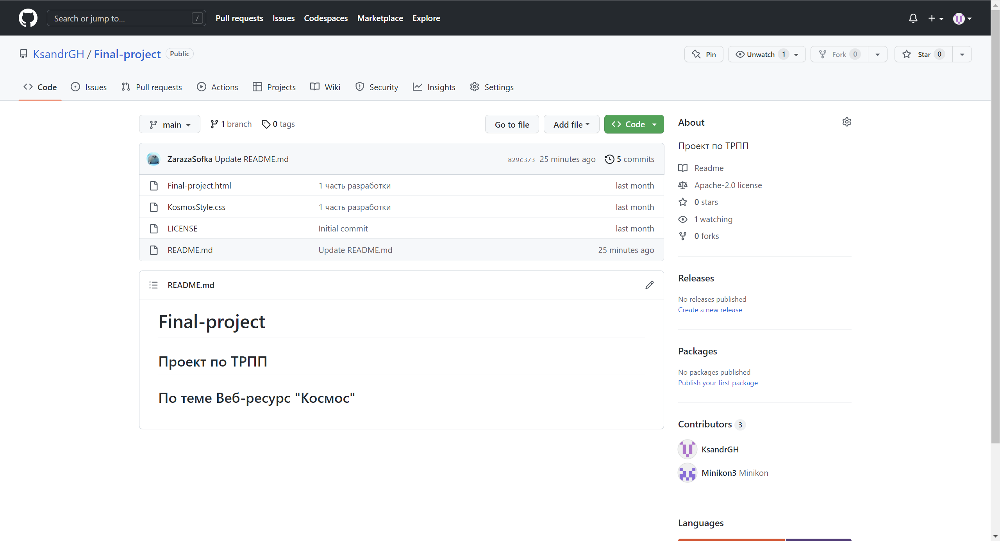 Search or jump to... /
Pull requests Issues Codespaces Marketplace Explore
KsandrGH / Final-project Public
Pin Unwatch 1 Fork 0 Star 0
Code Issues Pull requests Actions Projects Wiki Security Insights Settings
main 1 branch 0 tags Go to file Add file Code
ZarazaSofka Update README.md 829c373 25 minutes ago 5 commits
Final-project.html 1 часть разработки last month
KosmosStyle.css 1 часть разработки last month
LICENSE Initial commit last month
README.md Update README.md 25 minutes ago
README.md
Final-project
Проект по ТРПП
По теме Веб-ресурс "Космос"
About
Проект по ТРПП
Readme
Apache-2.0 license
0 stars
1 watching
0 forks
Releases
No releases published
Create a new release
Packages
No packages published
Publish your first package
Contributors 3
KsandrGH
Minikon3 Minikon
Languages